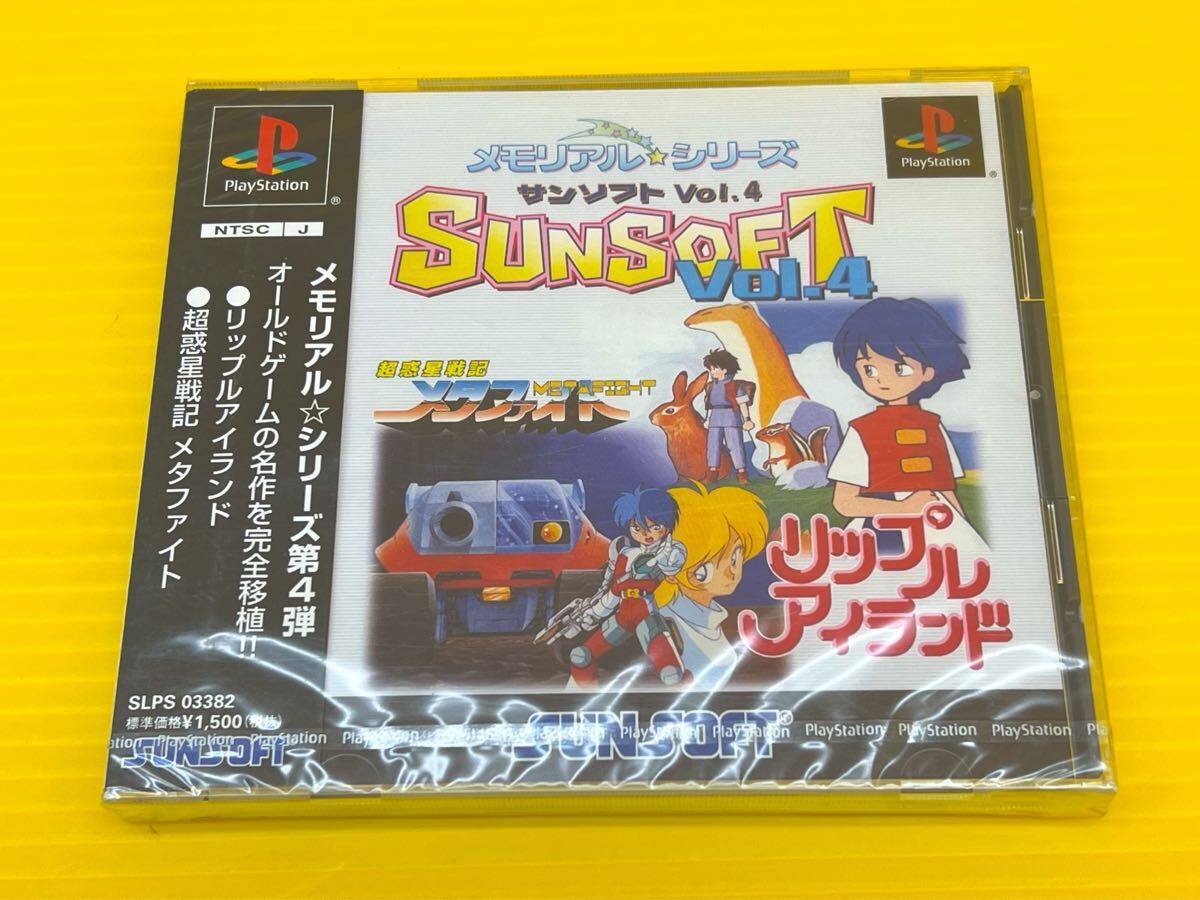 PlayStation
®
NTSC J
メモリアル☆シリーズ第4弾
オールドゲームの名作を完全移植!!
●リップルアイランド
●超惑星戦記 メタファイト
SLPS 03382
標準価格¥1,500(税抜)
SUNSOFT
メモリアル☆シリーズ
サンソフト Vol.4
SUNSOFT
Vol.4
PlayStation
®
超惑星戦記
METAFIGHT
メタファイト
リップル
アイランド
SUNSOFT®
PlayStation PlayStation PlayStation PlayStation PlayStation PlayStation PlayStation